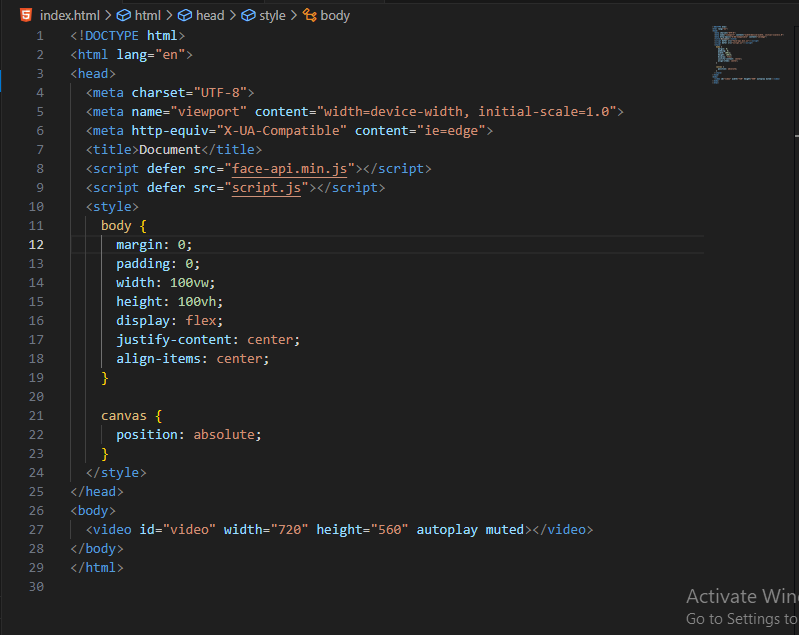 index.html > html > head > style > body
1 <!DOCTYPE html>
2 <html lang="en">
3 <head>
4   <meta charset="UTF-8">
5   <meta name="viewport" content="width=device-width, initial-scale=1.0">
6   <meta http-equiv="X-UA-Compatible" content="ie=edge">
7   <title>Document</title>
8   <script defer src="face-api.min.js"></script>
9   <script defer src="script.js"></script>
10   <style>
11     body {
12       margin: 0;
13       padding: 0;
14       width: 100vw;
15       height: 100vh;
16       display: flex;
17       justify-content: center;
18       align-items: center;
19     }
20
21     canvas {
22       position: absolute;
23     }
24   </style>
25 </head>
26 <body>
27   <video id="video" width="720" height="560" autoplay muted></video>
28 </body>
29 </html>
30
Activate Win
Go to Settings to